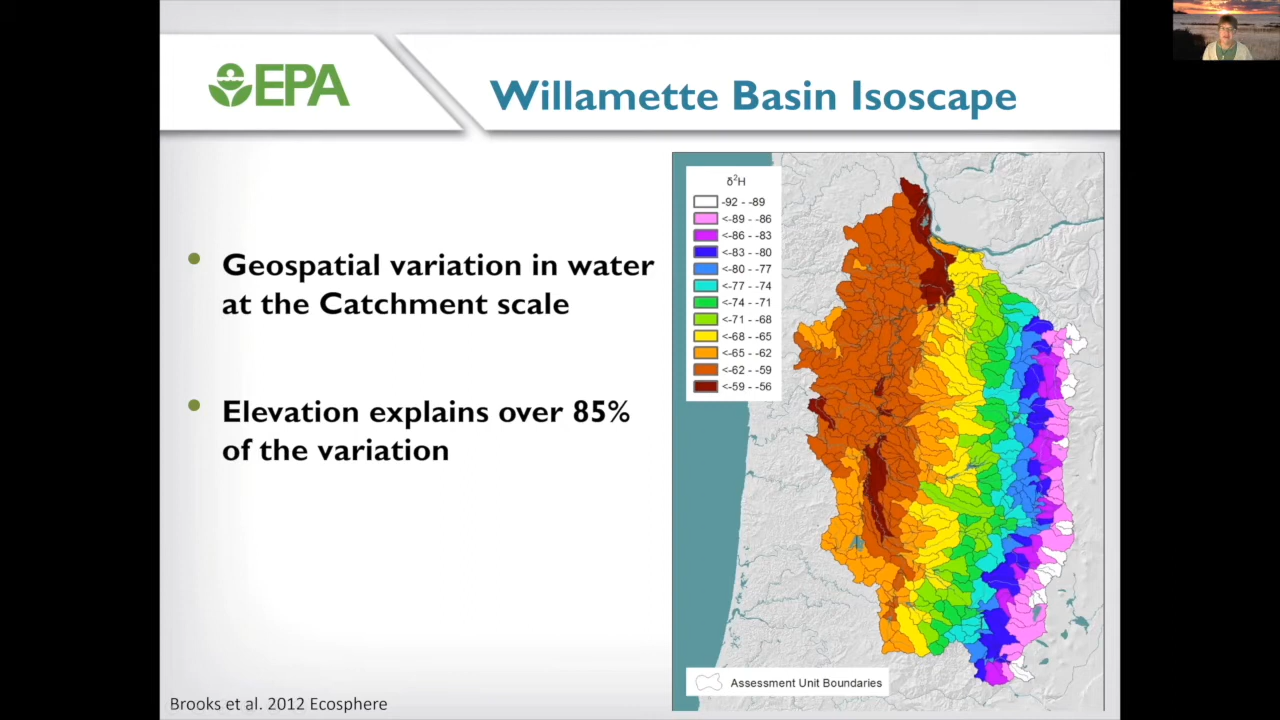 EPA
Willamette Basin Isoscape
• Geospatial variation in water
at the Catchment scale
• Elevation explains over 85%
of the variation
δ²H
-92 - -89
<-89 - -86
<-86 - -83
<-83 - -80
<-80 - -77
<-77 - -74
<-74 - -71
<-71 - -68
<-68 - -65
<-65 - -62
<-62 - -59
<-59 - -56
Assessment Unit Boundaries
Brooks et al. 2012 Ecosphere